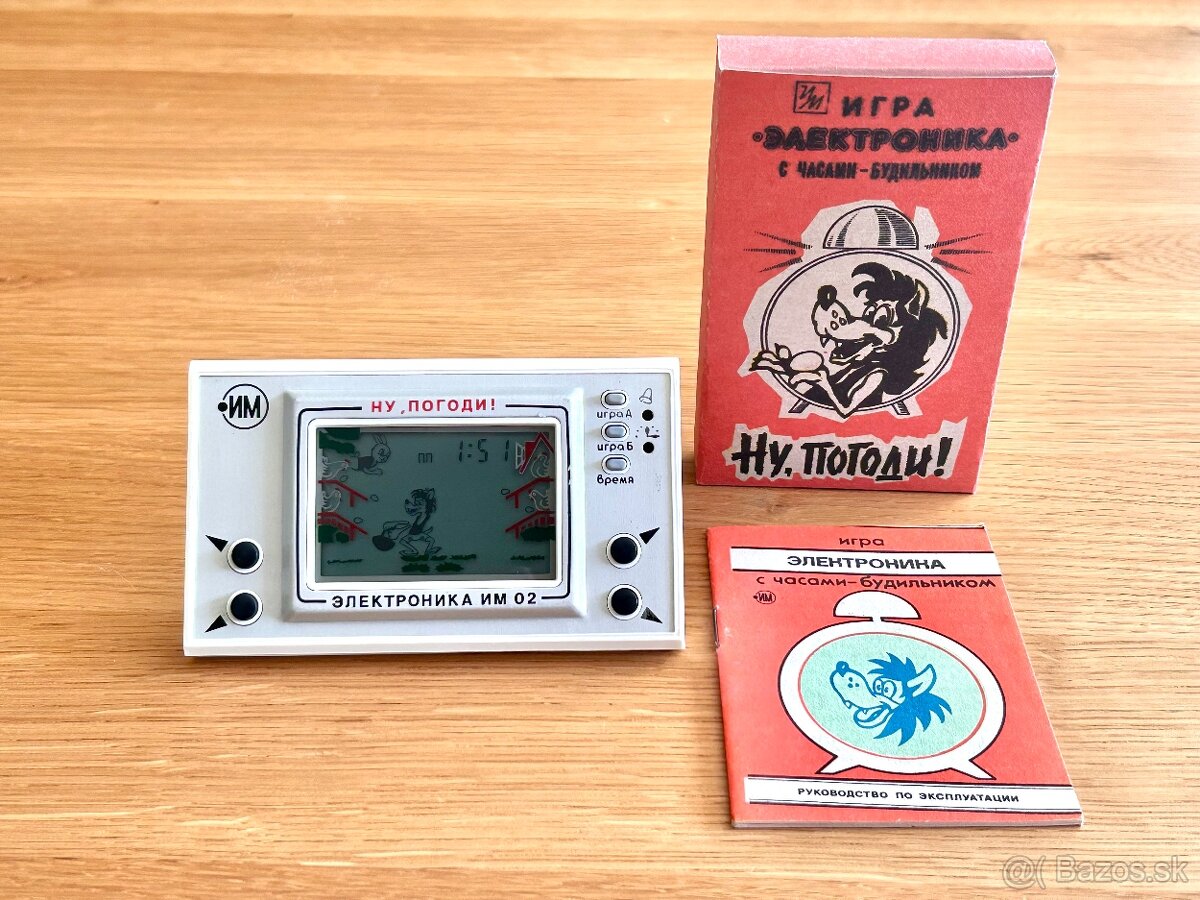 ИМ
ИГРА
•ЭЛЕКТРОНИКА•
С ЧАСАМИ-БУДИЛЬНИКОМ
НУ, ПОГОДИ!
•ИМ
НУ, ПОГОДИ!
игра А
игра Б
время
ПП 1:51
ЭЛЕКТРОНИКА ИМ 02
игра
ЭЛЕКТРОНИКА
с часами-будильником
•ИМ
РУКОВОДСТВО ПО ЭКСПЛУАТАЦИИ
@( Bazos.sk